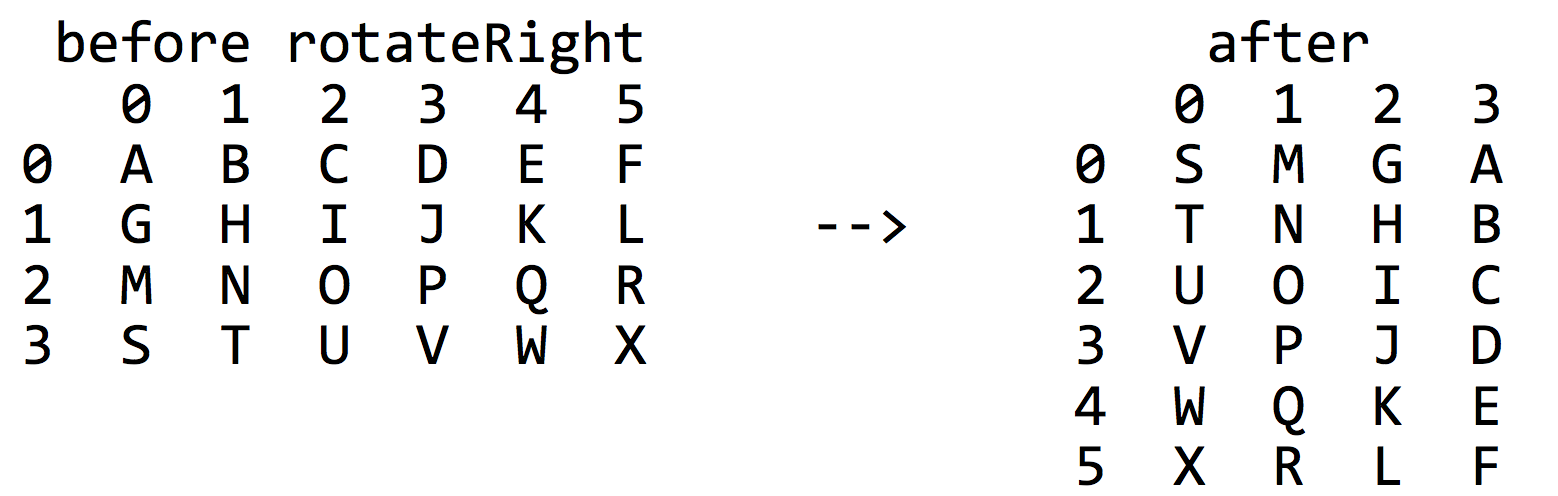 before rotateRight after
0 1 2 3 4 5 0 1 2 3
0 A B C D E F 0 S M G A
1 G H I J K L --> 1 T N H B
2 M N O P Q R 2 U O I C
3 S T U V W X 3 V P J D
4 W Q K E
5 X R L F